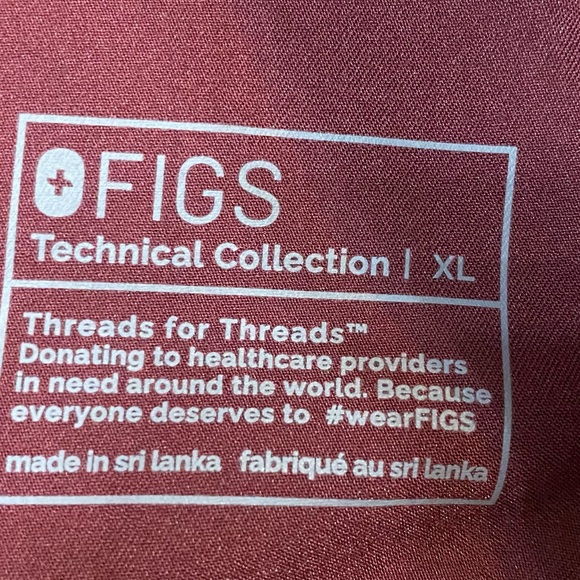 FIGS
Technical Collection | XL
Threads for Threads™
Donating to healthcare providers
in need around the world. Because
everyone deserves to #wearFIGS
made in sri lanka fabriqué au sri lanka